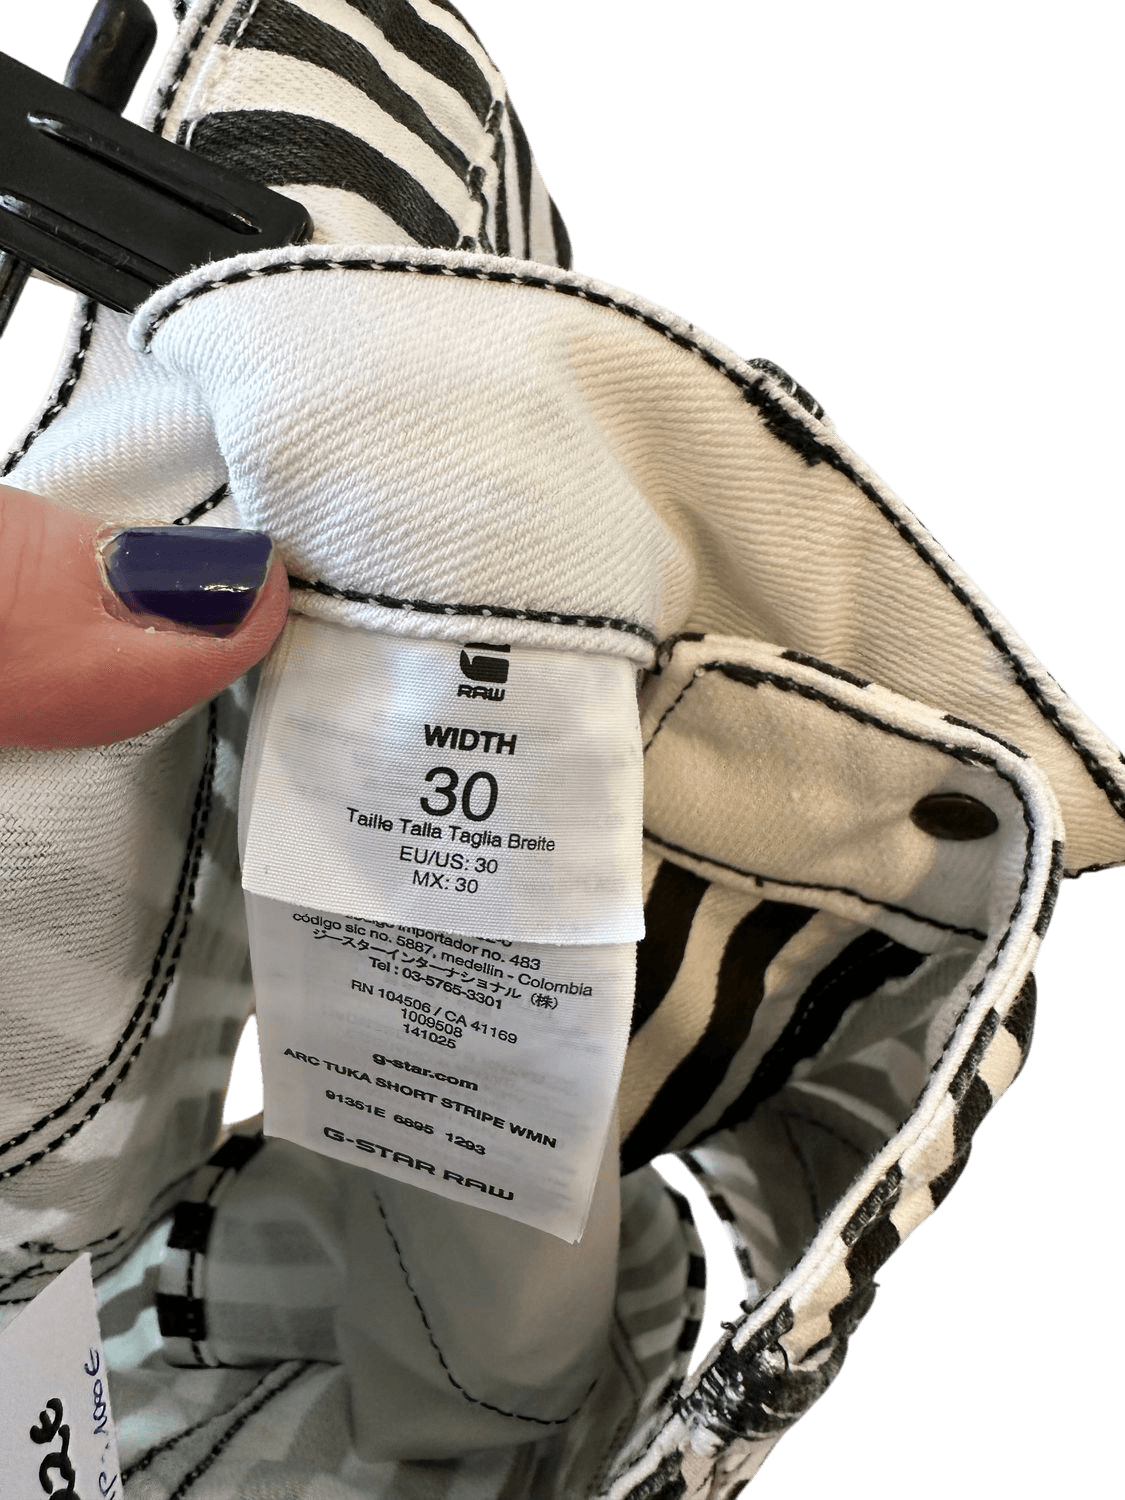 RAW
WIDTH
30
Taille Talla Taglia Breite
EU/US: 30
MX: 30
importador no. 483
código sic no. 5887, medellin - Colombia
ジースターインターナショナル（株）
Tel : 03-5765-3301
RN 104506 / CA 41169
1009508
141025
g-star.com
ARC TUKA SHORT STRIPE WMN
91351E 6895 1293
G-STAR RAW